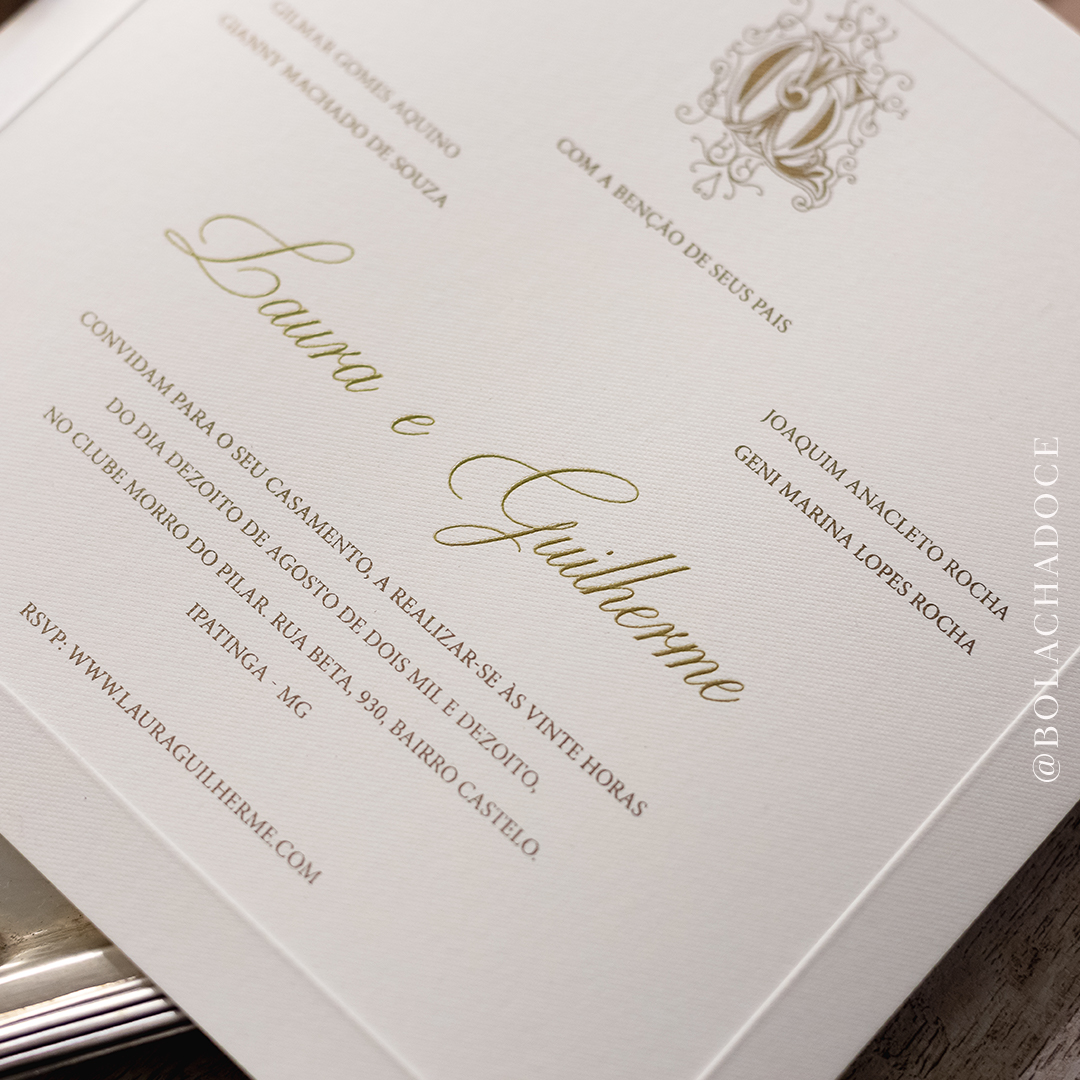 COM A BENÇÃO DE SEUS PAIS
GILMAR GOMES AQUINO
GIANNY MACHADO DE SOUZA
JOAQUIM ANACLETO ROCHA
GENI MARINA LOPES ROCHA
Laura e Guilherme
CONVIDAM PARA O SEU CASAMENTO, A REALIZAR-SE ÀS VINTE HORAS
DO DIA DEZOITO DE AGOSTO DE DOIS MIL E DEZOITO,
NO CLUBE MORRO DO PILAR. RUA BETA, 930, BAIRRO CASTELO.
IPATINGA - MG
RSVP: WWW.LAURAGUILHERME.COM
@BOLACHADOCE